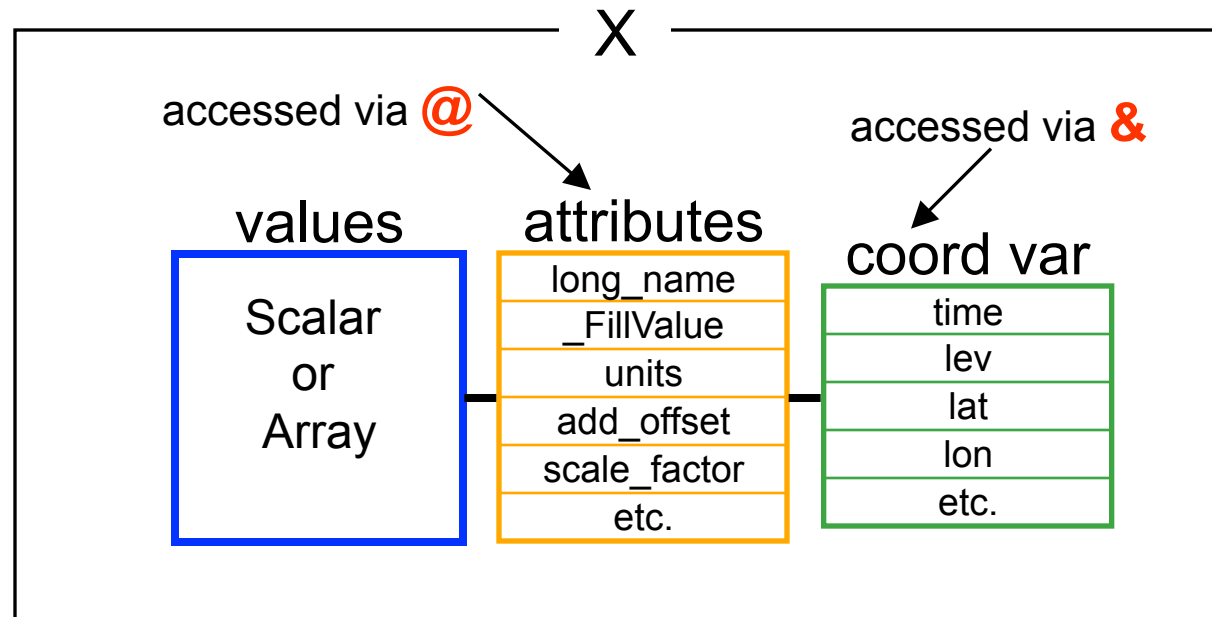 X
accessed via @
accessed via &
values
attributes
coord var
Scalar
or
Array
long_name
_FillValue
units
add_offset
scale_factor
etc.
time
lev
lat
lon
etc.